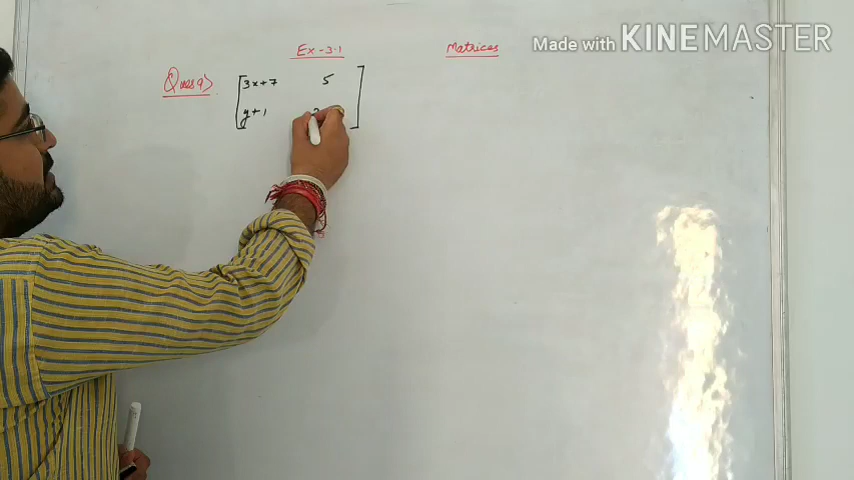 Ex-3.1 Matrices
Made with KINEMASTER
Ques 9>
3x+7 5
y+1